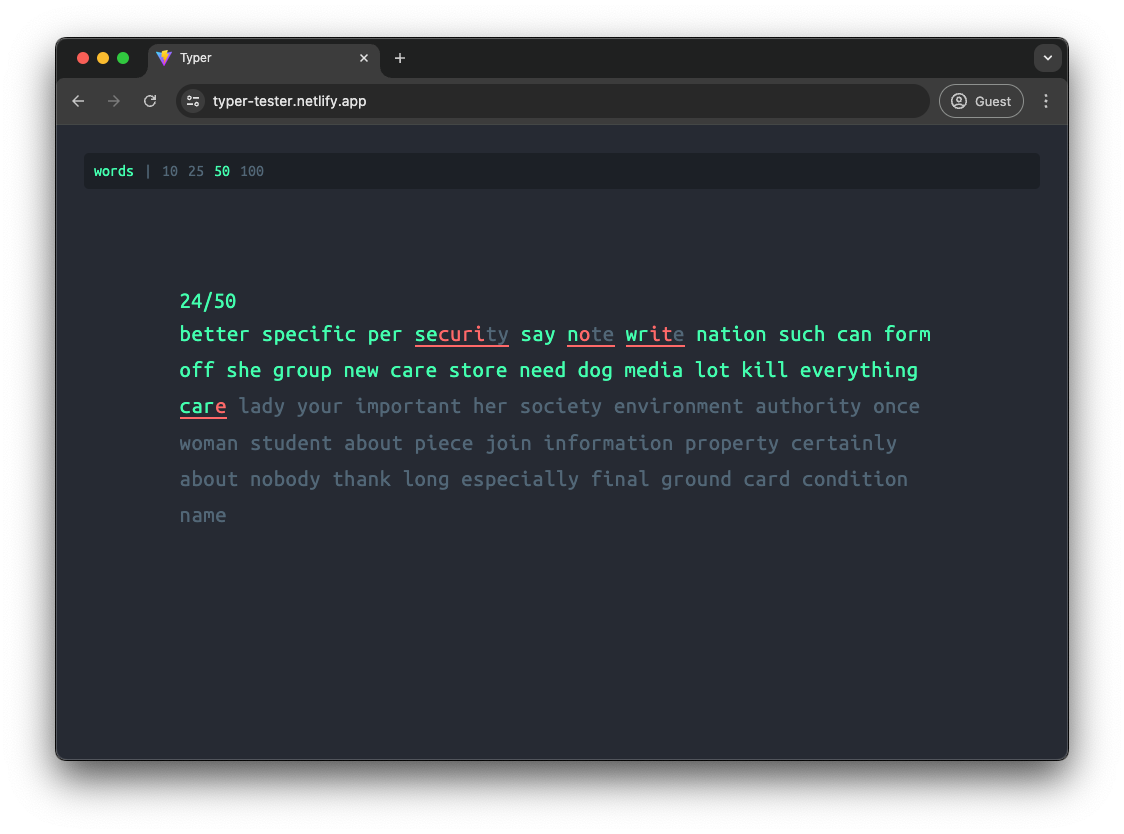 Typer
typer-tester.netlify.app
Guest
words | 10 25 50 100
24/50
better specific per security say note write nation such can form
off she group new care store need dog media lot kill everything
care lady your important her society environment authority once
woman student about piece join information property certainly
about nobody thank long especially final ground card condition
name